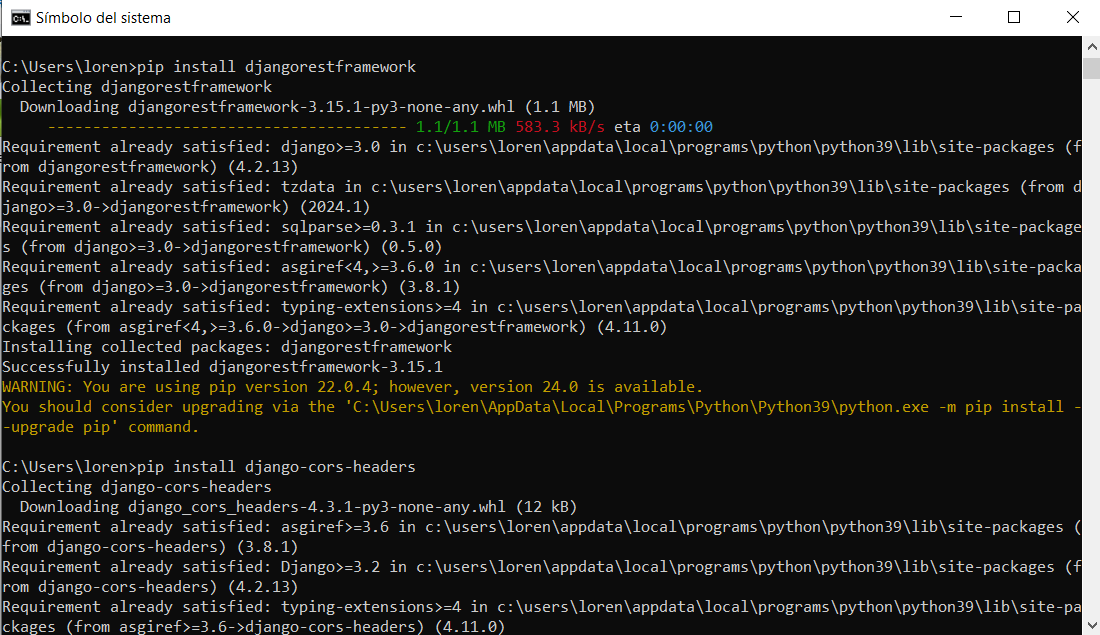 Símbolo del sistema
C:\Users\loren>pip install djangorestframework
Collecting djangorestframework
  Downloading djangorestframework-3.15.1-py3-none-any.whl (1.1 MB)
     ---------------------------------------- 1.1/1.1 MB 583.3 kB/s eta 0:00:00
Requirement already satisfied: django>=3.0 in c:\users\loren\appdata\local\programs\python\python39\lib\site-packages (f
rom djangorestframework) (4.2.13)
Requirement already satisfied: tzdata in c:\users\loren\appdata\local\programs\python\python39\lib\site-packages (from d
jango>=3.0->djangorestframework) (2024.1)
Requirement already satisfied: sqlparse>=0.3.1 in c:\users\loren\appdata\local\programs\python\python39\lib\site-package
s (from django>=3.0->djangorestframework) (0.5.0)
Requirement already satisfied: asgiref<4,>=3.6.0 in c:\users\loren\appdata\local\programs\python\python39\lib\site-packa
ges (from django>=3.0->djangorestframework) (3.8.1)
Requirement already satisfied: typing-extensions>=4 in c:\users\loren\appdata\local\programs\python\python39\lib\site-pa
ckages (from asgiref<4,>=3.6.0->django>=3.0->djangorestframework) (4.11.0)
Installing collected packages: djangorestframework
Successfully installed djangorestframework-3.15.1
WARNING: You are using pip version 22.0.4; however, version 24.0 is available.
You should consider upgrading via the 'C:\Users\loren\AppData\Local\Programs\Python\Python39\python.exe -m pip install -
-upgrade pip' command.
C:\Users\loren>pip install django-cors-headers
Collecting django-cors-headers
  Downloading django_cors_headers-4.3.1-py3-none-any.whl (12 kB)
Requirement already satisfied: asgiref>=3.6 in c:\users\loren\appdata\local\programs\python\python39\lib\site-packages (
from django-cors-headers) (3.8.1)
Requirement already satisfied: Django>=3.2 in c:\users\loren\appdata\local\programs\python\python39\lib\site-packages (f
rom django-cors-headers) (4.2.13)
Requirement already satisfied: typing-extensions>=4 in c:\users\loren\appdata\local\programs\python\python39\lib\site-pa
ckages (from asgiref>=3.6->django-cors-headers) (4.11.0)